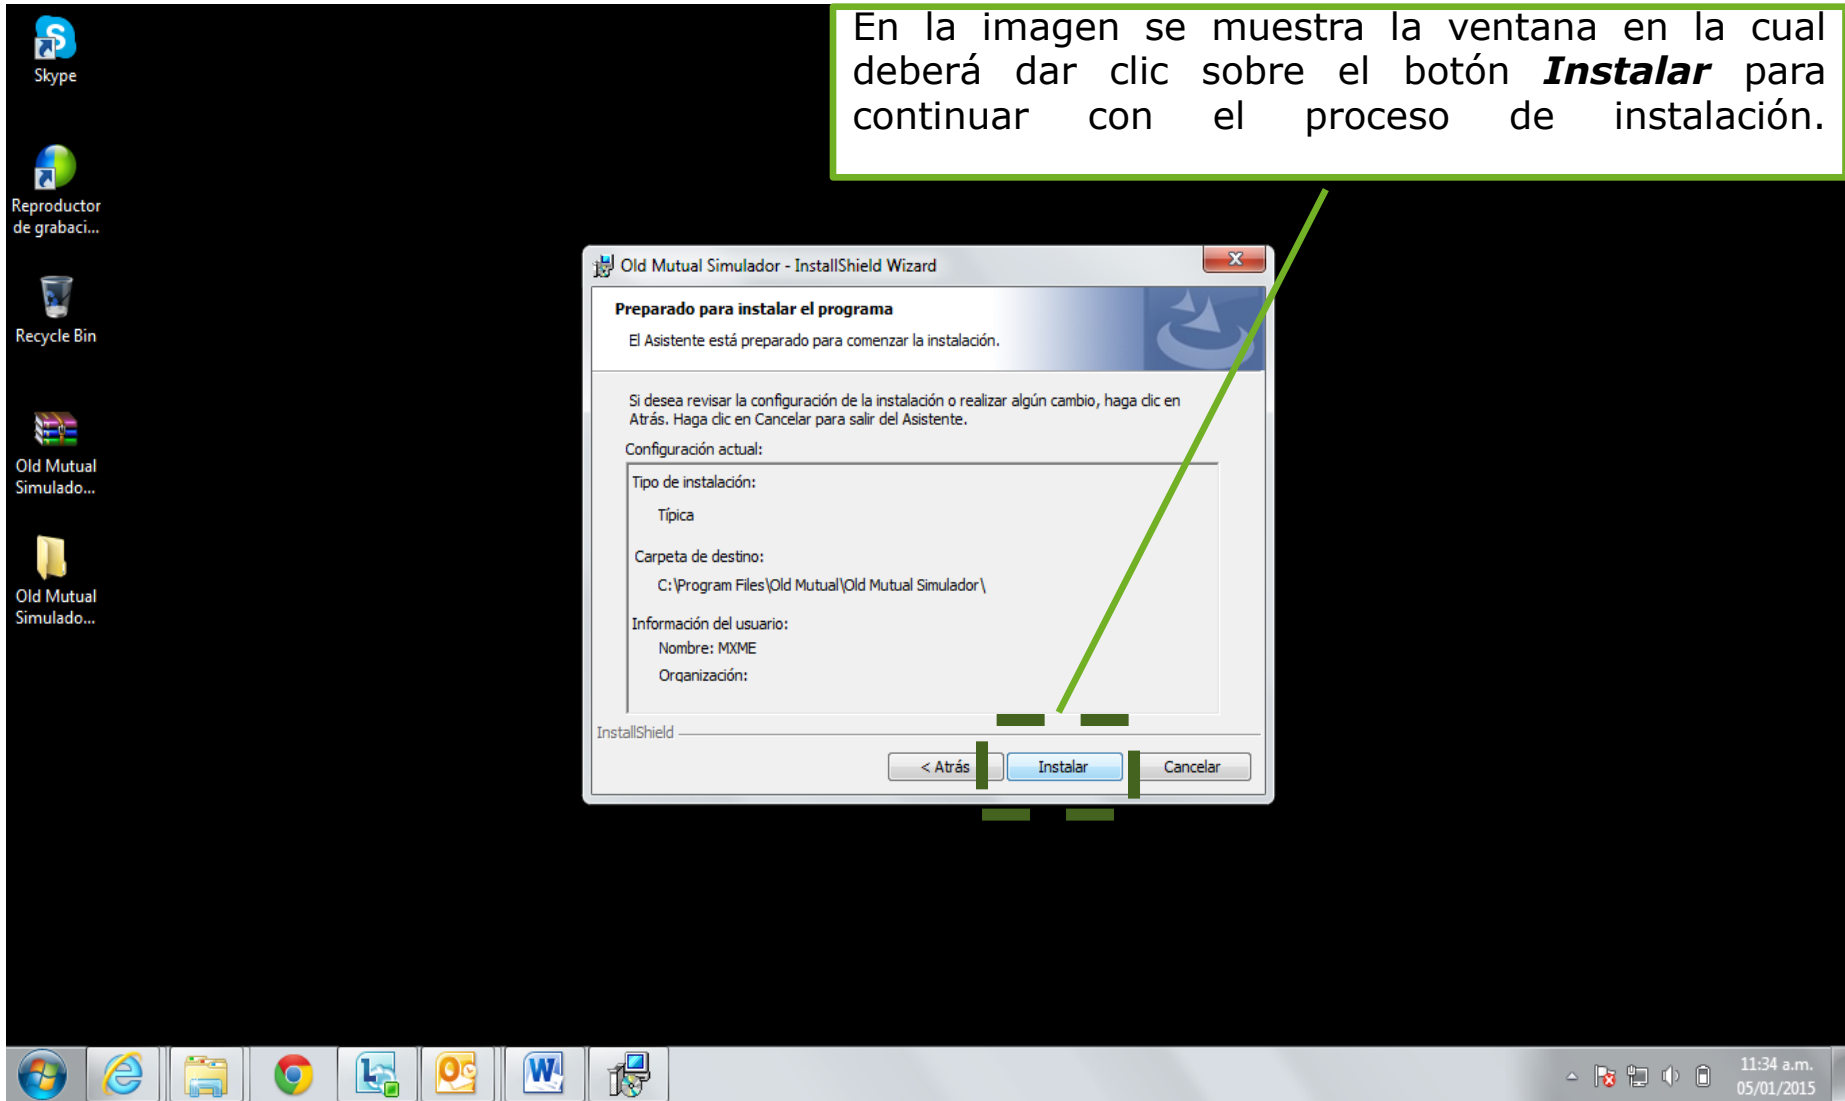 En la imagen se muestra la ventana en la cual
deberá dar clic sobre el botón Instalar para
continuar con el proceso de instalación.
Skype
Reproductor
de grabaci...
Recycle Bin
Old Mutual
Simulado...
Old Mutual
Simulado...
Old Mutual Simulador - InstallShield Wizard
Preparado para instalar el programa
El Asistente está preparado para comenzar la instalación.
Si desea revisar la configuración de la instalación o realizar algún cambio, haga clic en
Atrás. Haga clic en Cancelar para salir del Asistente.
Configuración actual:
Tipo de instalación:
Típica
Carpeta de destino:
C:\Program Files\Old Mutual\Old Mutual Simulador\
Información del usuario:
Nombre: MXME
Organización:
InstallShield
< Atrás
Instalar
Cancelar
11:34 a.m.
05/01/2015